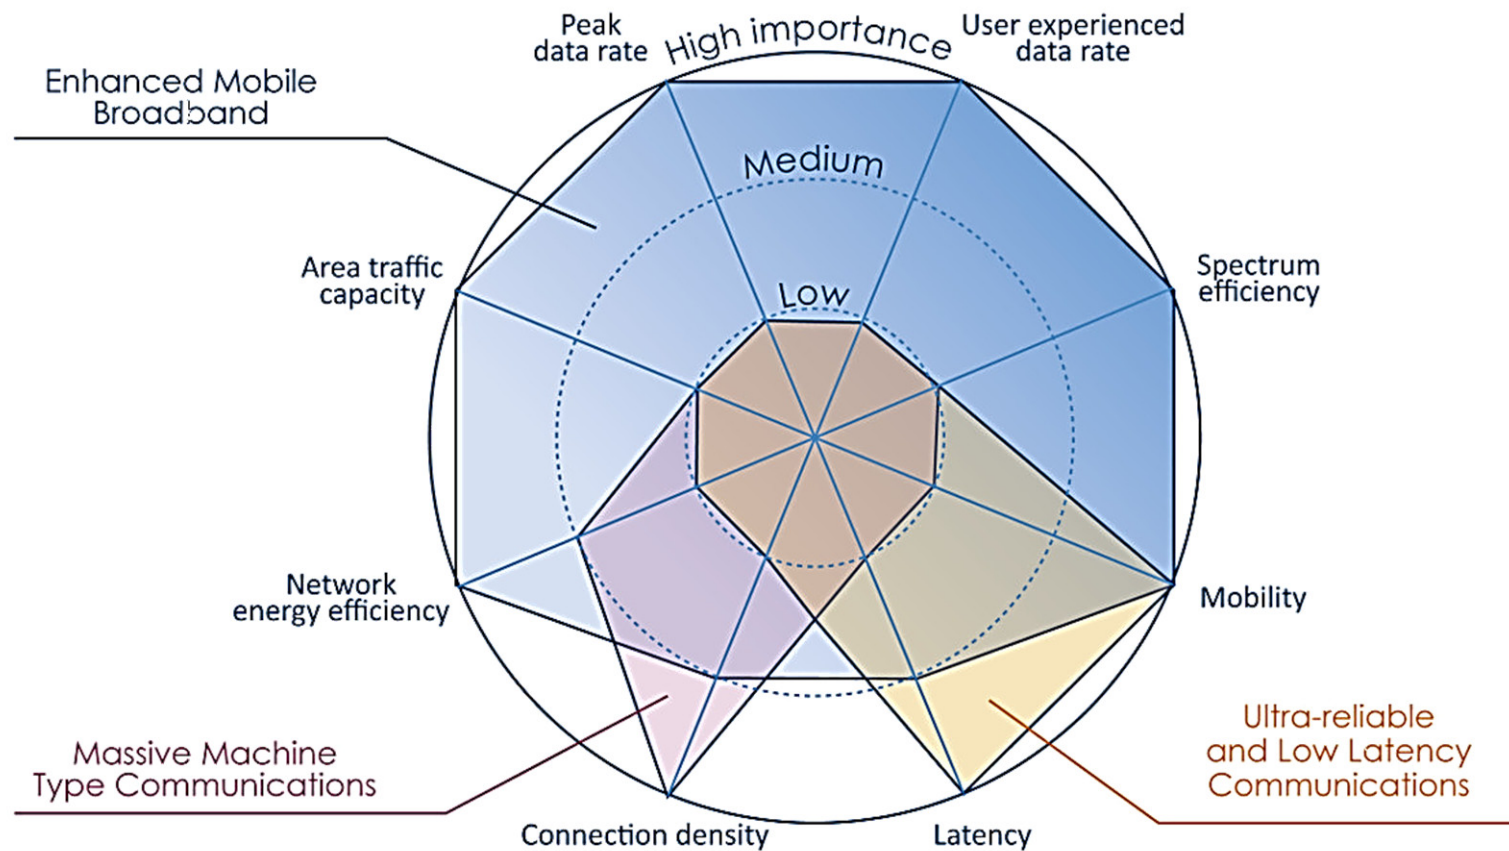 Peak
data rate
High importance
User experienced
data rate
Enhanced Mobile
Broadband
Medium
Area traffic
capacity
Low
Spectrum
efficiency
Network
energy efficiency
Mobility
Massive Machine
Type Communications
Ultra-reliable
and Low Latency
Communications
Connection density
Latency